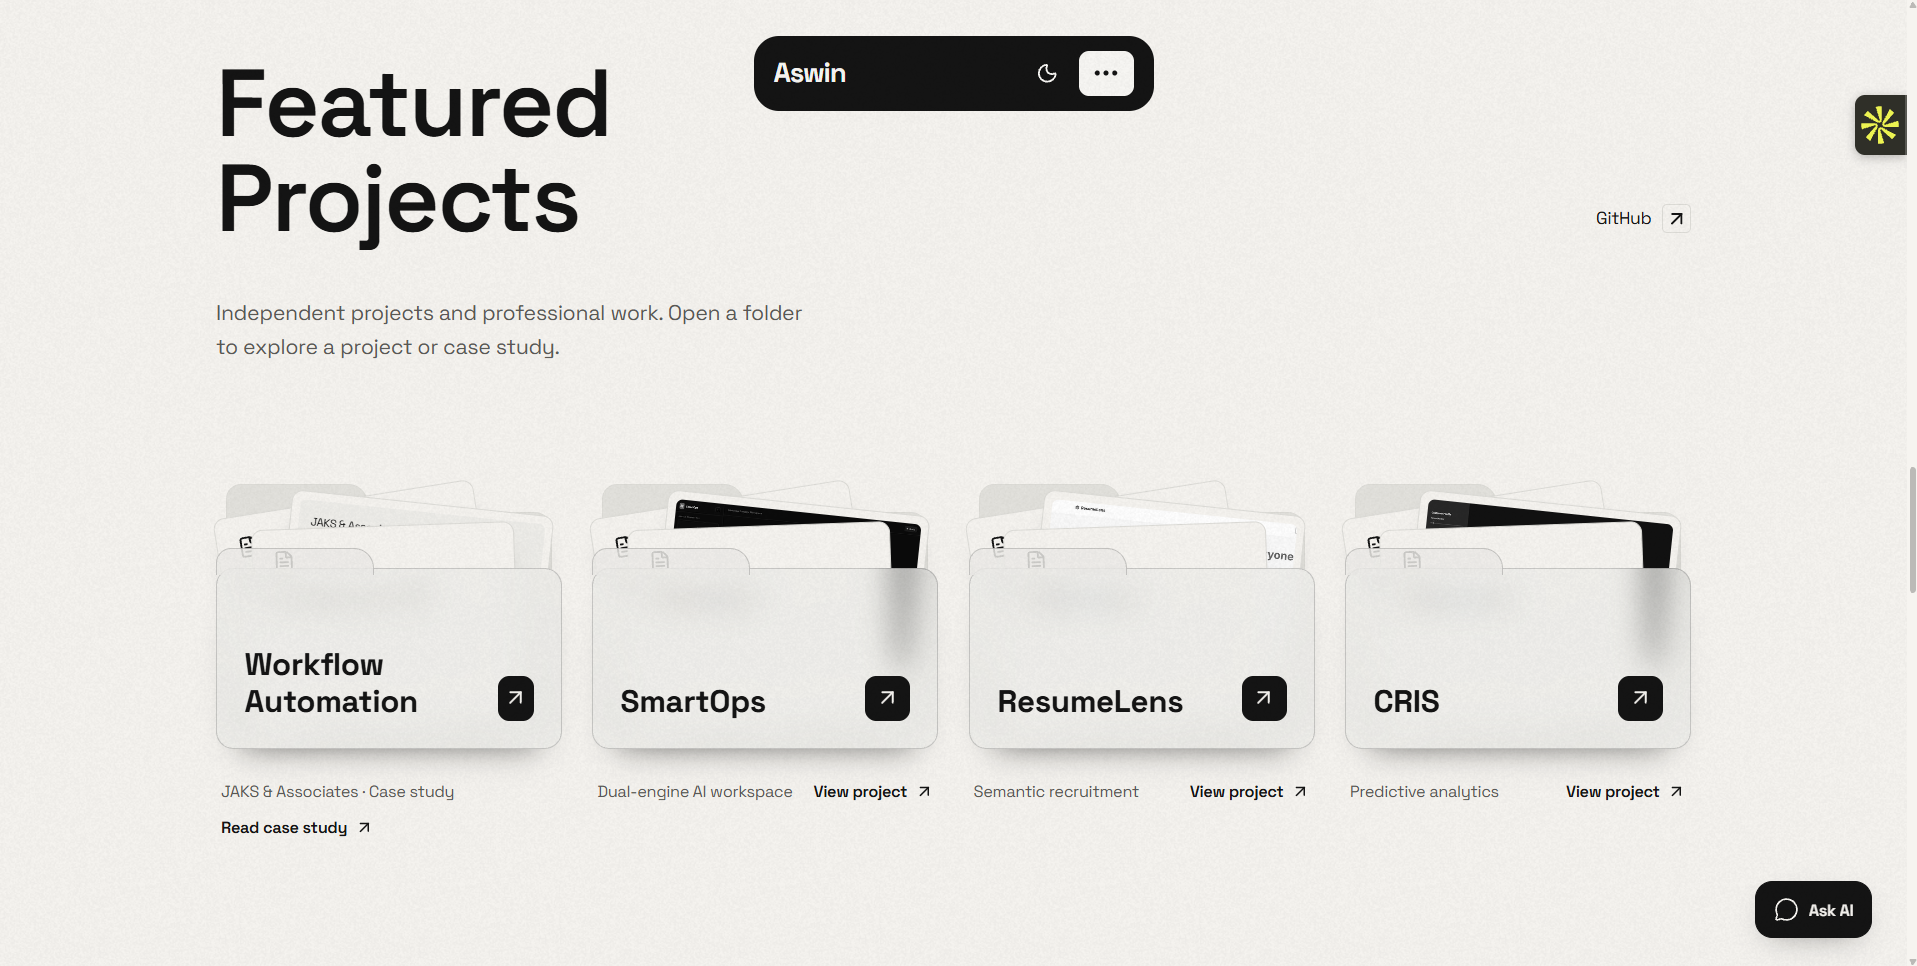 Aswin
Featured
Projects
GitHub
Independent projects and professional work. Open a folder
to explore a project or case study.
JAKS &
yone
Workflow
Automation
SmartOps
ResumeLens
CRIS
JAKS & Associates · Case study
Read case study
Dual-engine AI workspace
View project
Semantic recruitment
View project
Predictive analytics
View project
Ask AI